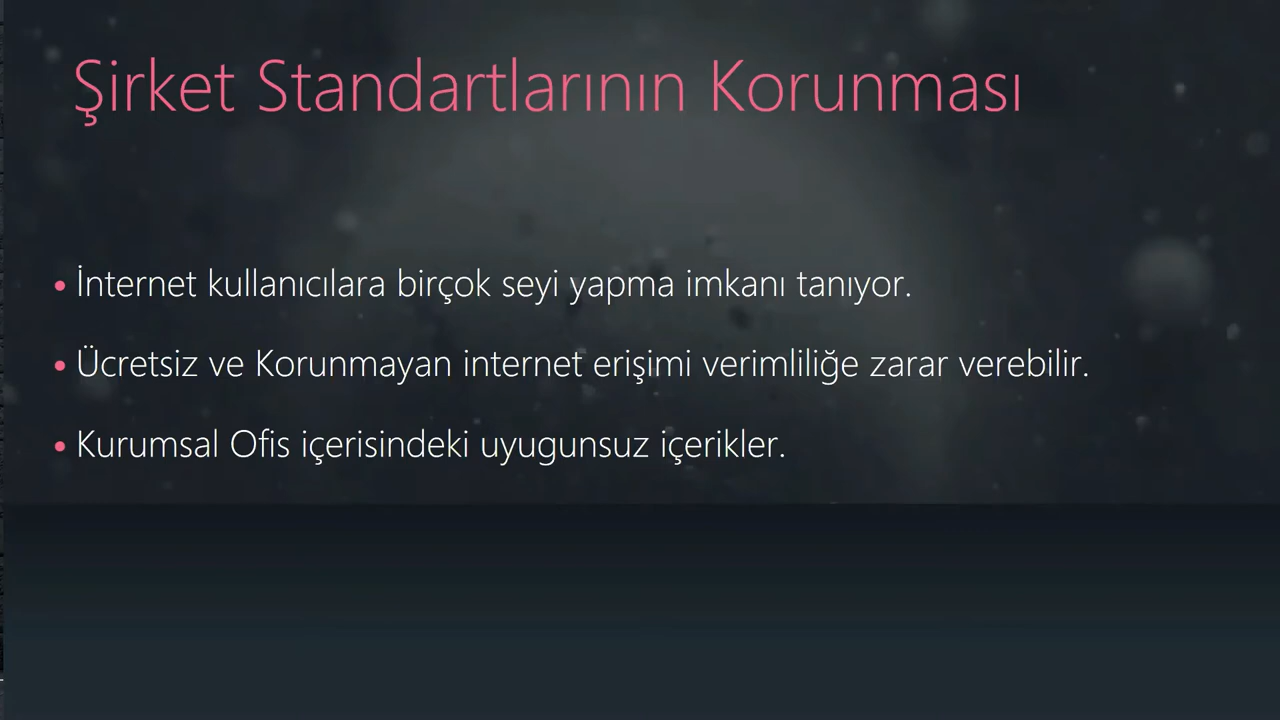 Şirket Standartlarının Korunması
• İnternet kullanıcılara birçok seyi yapma imkanı tanıyor.
• Ücretsiz ve Korunmayan internet erişimi verimliliğe zarar verebilir.
• Kurumsal Ofis içerisindeki uyugunsuz içerikler.